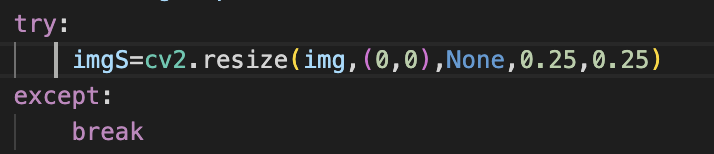 try:
    imgS=cv2.resize(img,(0,0),None,0.25,0.25)
except:
    break